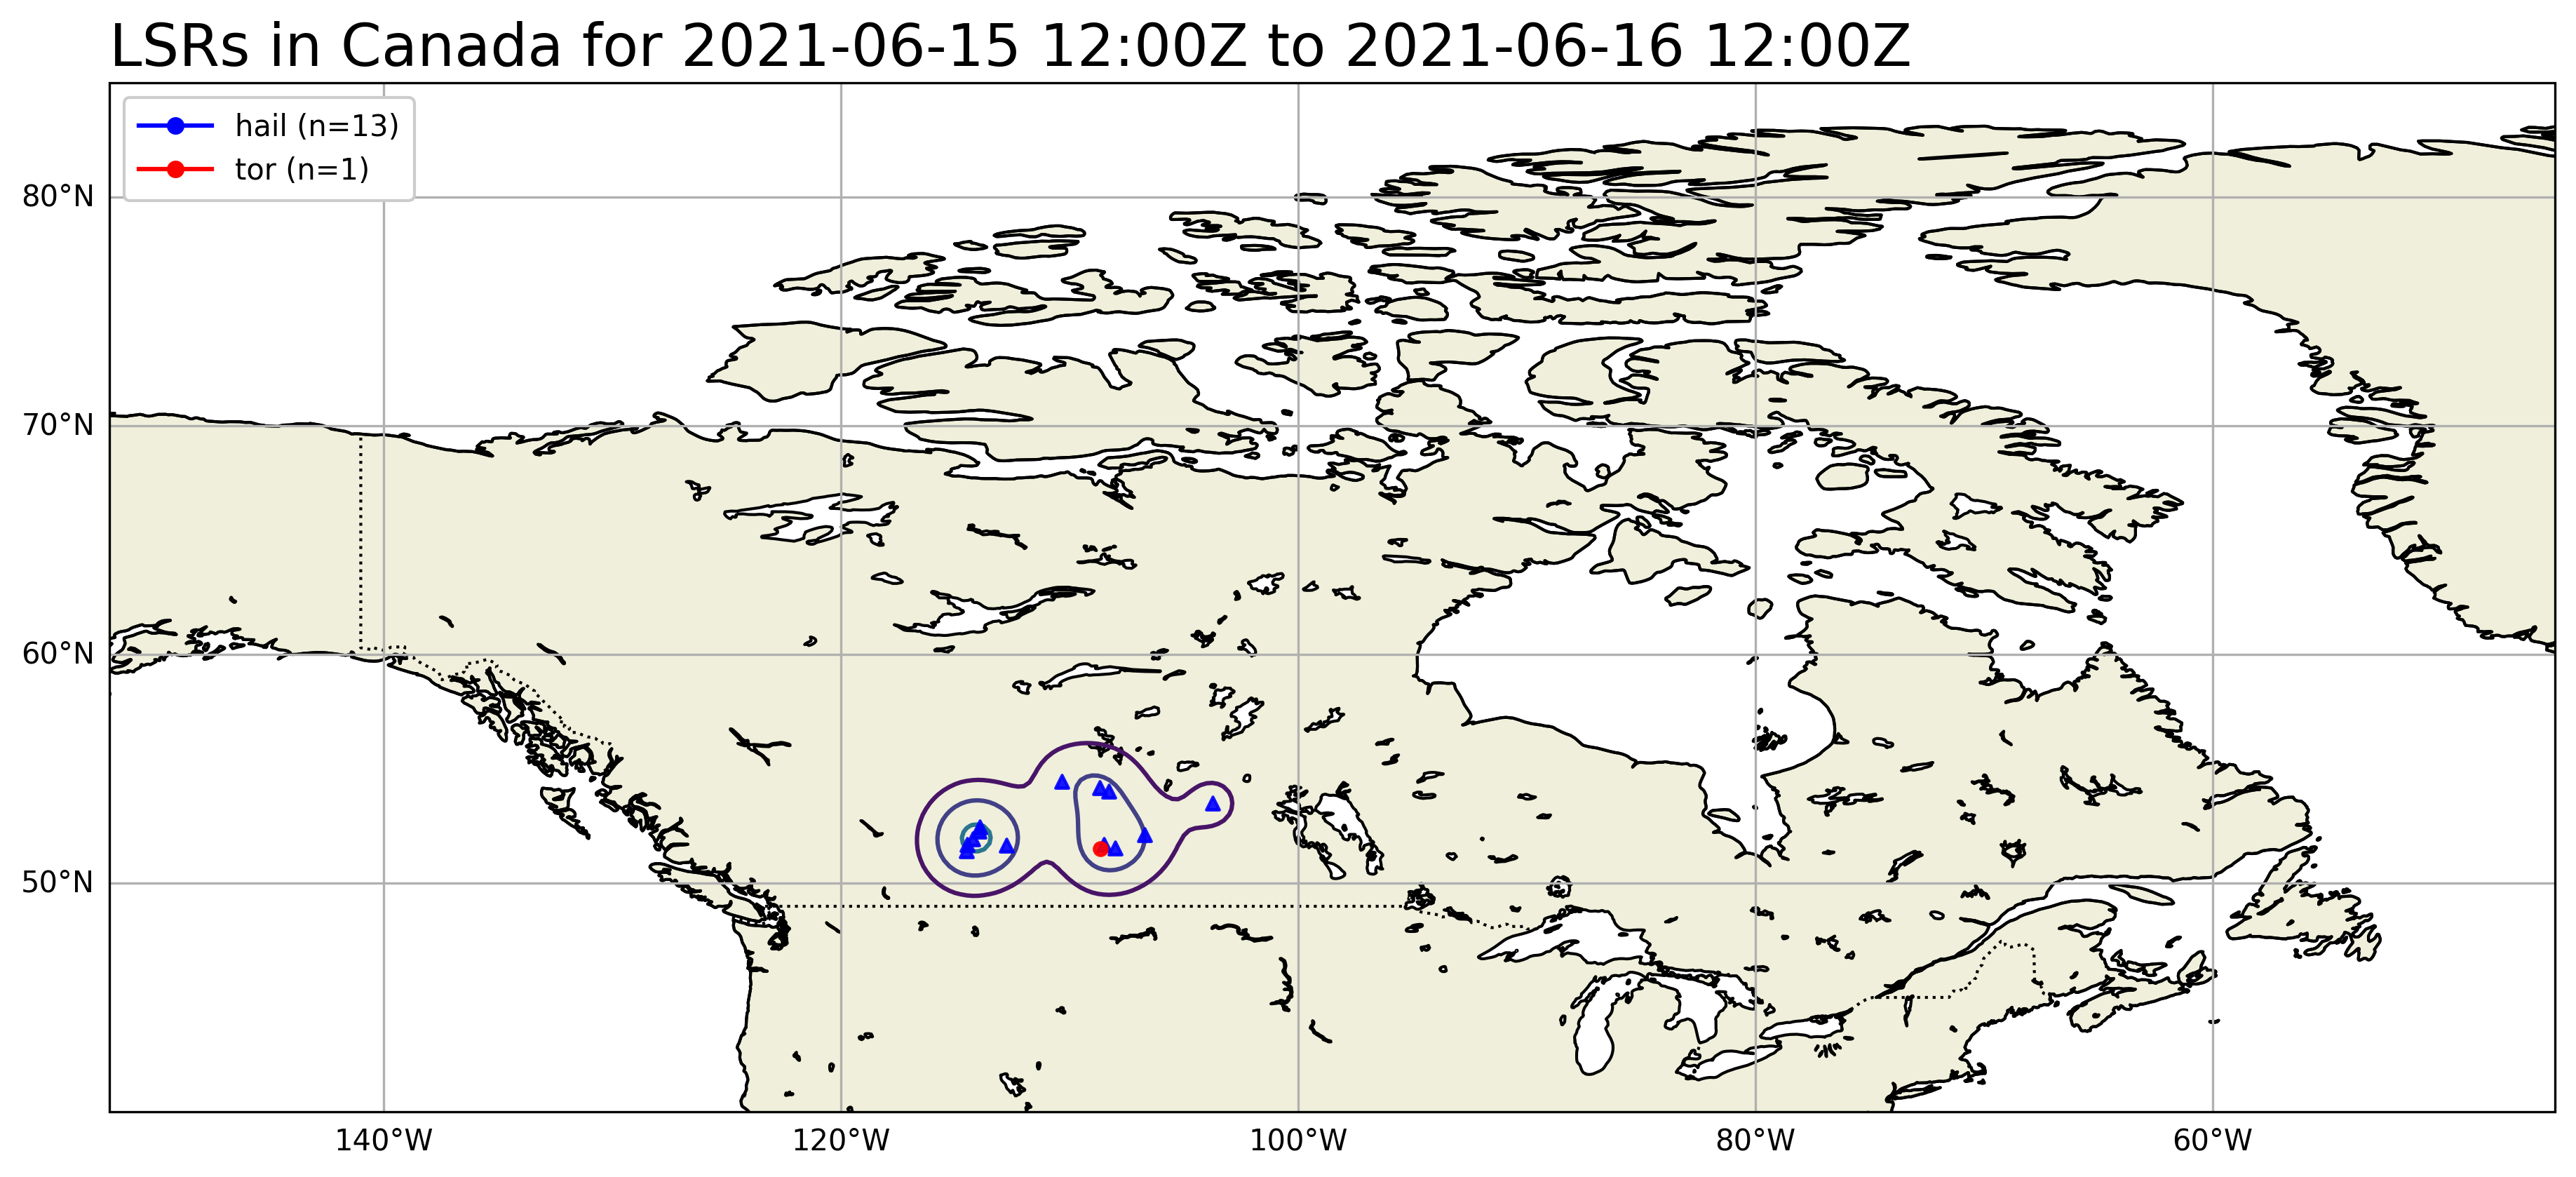 LSRs in Canada for 2021-06-15 12:00Z to 2021-06-16 12:00Z
hail (n=13)
tor (n=1)
80°N
70°N
60°N
50°N
140°W 120°W 100°W 80°W 60°W